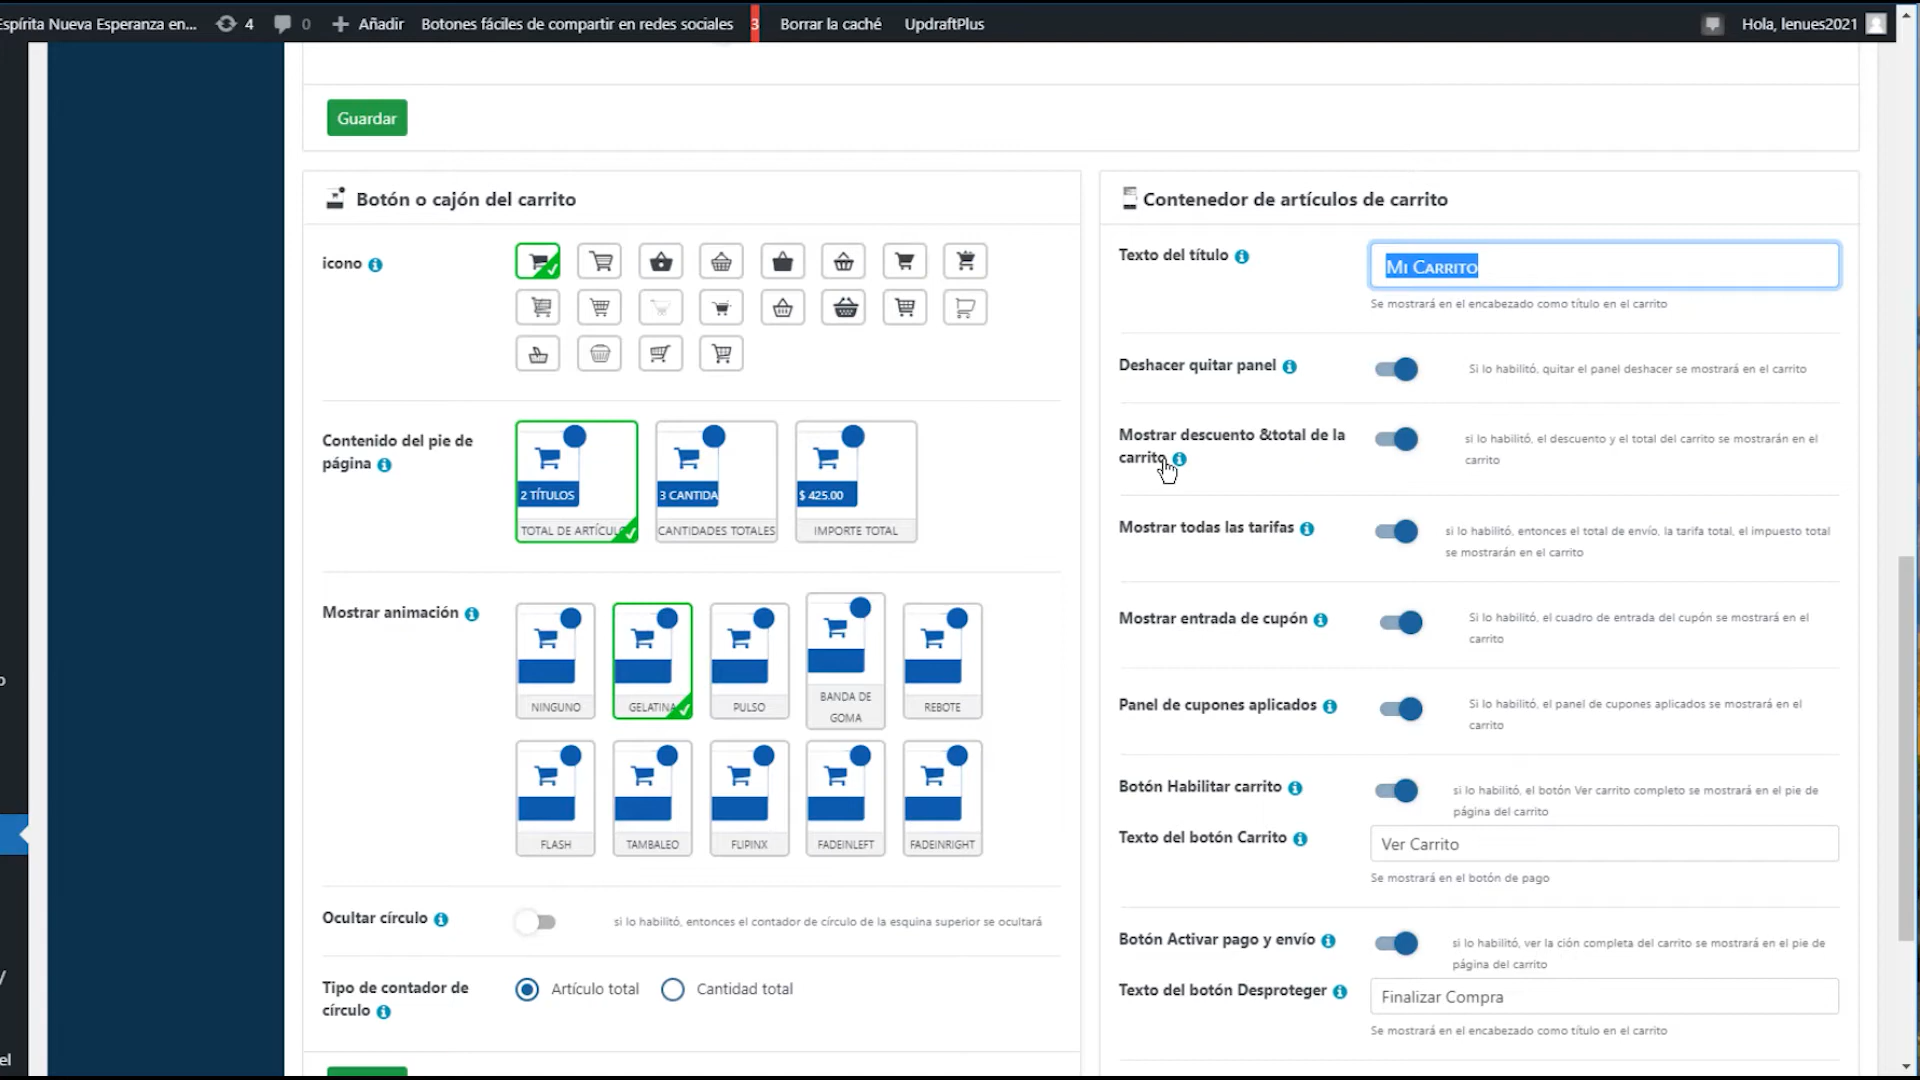 Espírita Nueva Esperanza en... 4 0 Añadir Botones fáciles de compartir en redes sociales 3 Borrar la caché UpdraftPlus Hola, lenues2021
Guardar
Botón o cajón del carrito
icono
Contenido del pie de
página
2 TÍTULOS
TOTAL DE ARTÍCUL
3 CANTIDA
CANTIDADES TOTALES
$ 425.00
IMPORTE TOTAL
Mostrar animación
NINGUNO
GELATINA
PULSO
BANDA DE
GOMA
REBOTE
FLASH
TAMBALEO
FLIPINX
FADEINLEFT
FADEINRIGHT
Ocultar círculo
si lo habilitó, entonces el contador de círculo de la esquina superior se ocultará
Tipo de contador de
círculo
Artículo total
Cantidad total
Contenedor de artículos de carrito
Texto del título
Mi Carrito
Se mostrará en el encabezado como título en el carrito
Deshacer quitar panel
Si lo habilitó, quitar el panel deshacer se mostrará en el carrito
Mostrar descuento &total de la
carrito
si lo habilitó, el descuento y el total del carrito se mostrarán en el
carrito
Mostrar todas las tarifas
si lo habilitó, entonces el total de envío, la tarifa total, el impuesto total
se mostrarán en el carrito
Mostrar entrada de cupón
Si lo habilitó, el cuadro de entrada del cupón se mostrará en el
carrito
Panel de cupones aplicados
Si lo habilitó, el panel de cupones aplicados se mostrará en el
carrito
Botón Habilitar carrito
si lo habilitó, el botón Ver carrito completo se mostrará en el pie de
página del carrito
Texto del botón Carrito
Ver Carrito
Se mostrará en el botón de pago
Botón Activar pago y envío
si lo habilitó, ver la ción completa del carrito se mostrará en el pie de
página del carrito
Texto del botón Desproteger
Finalizar Compra
Se mostrará en el encabezado como título en el carrito